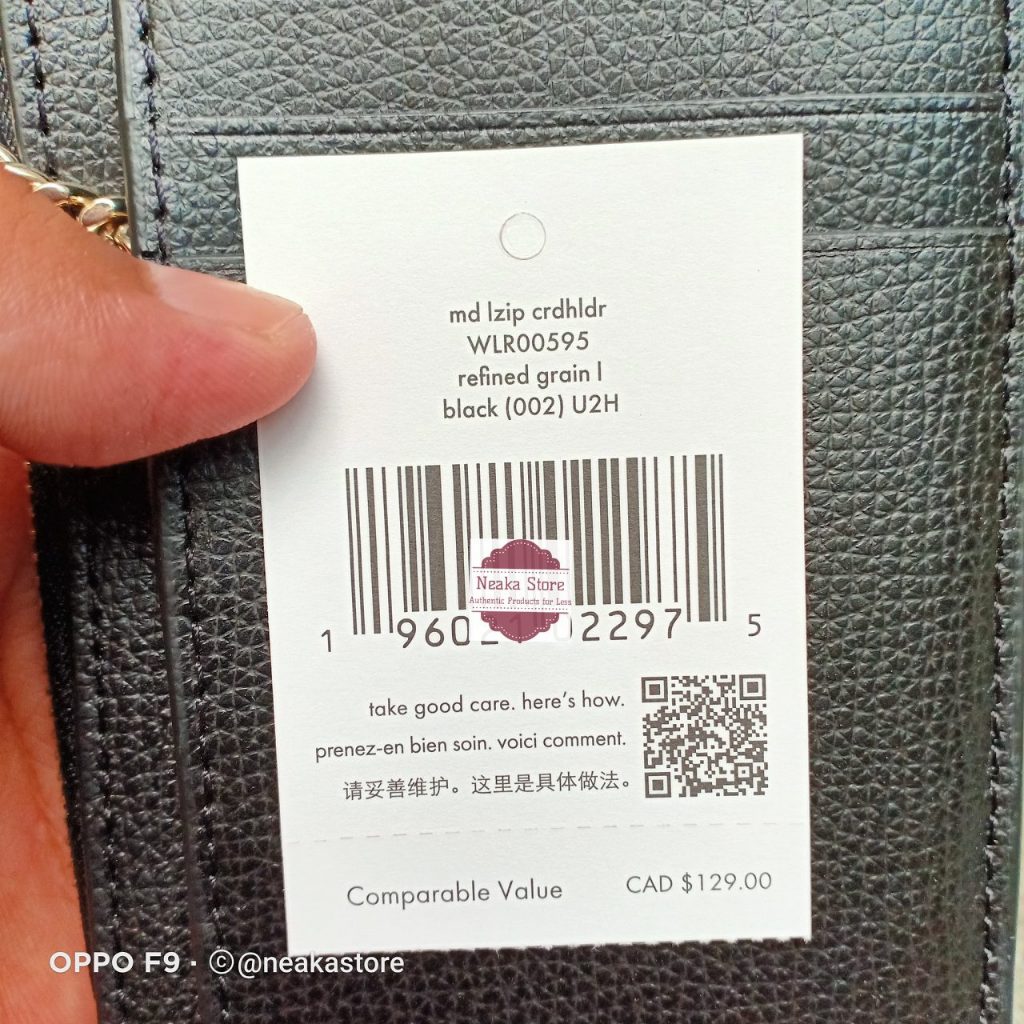 md lzip crdhldr
WLR00595
refined grain l
black (002) U2H
Neaka Store
Authentic Products for Less
1 9602 02297 5
take good care. here's how.
prenez-en bien soin. voici comment.
请妥善维护。这里是具体做法。
Comparable Value CAD $129.00
OPPO F9 · ©@neakastore